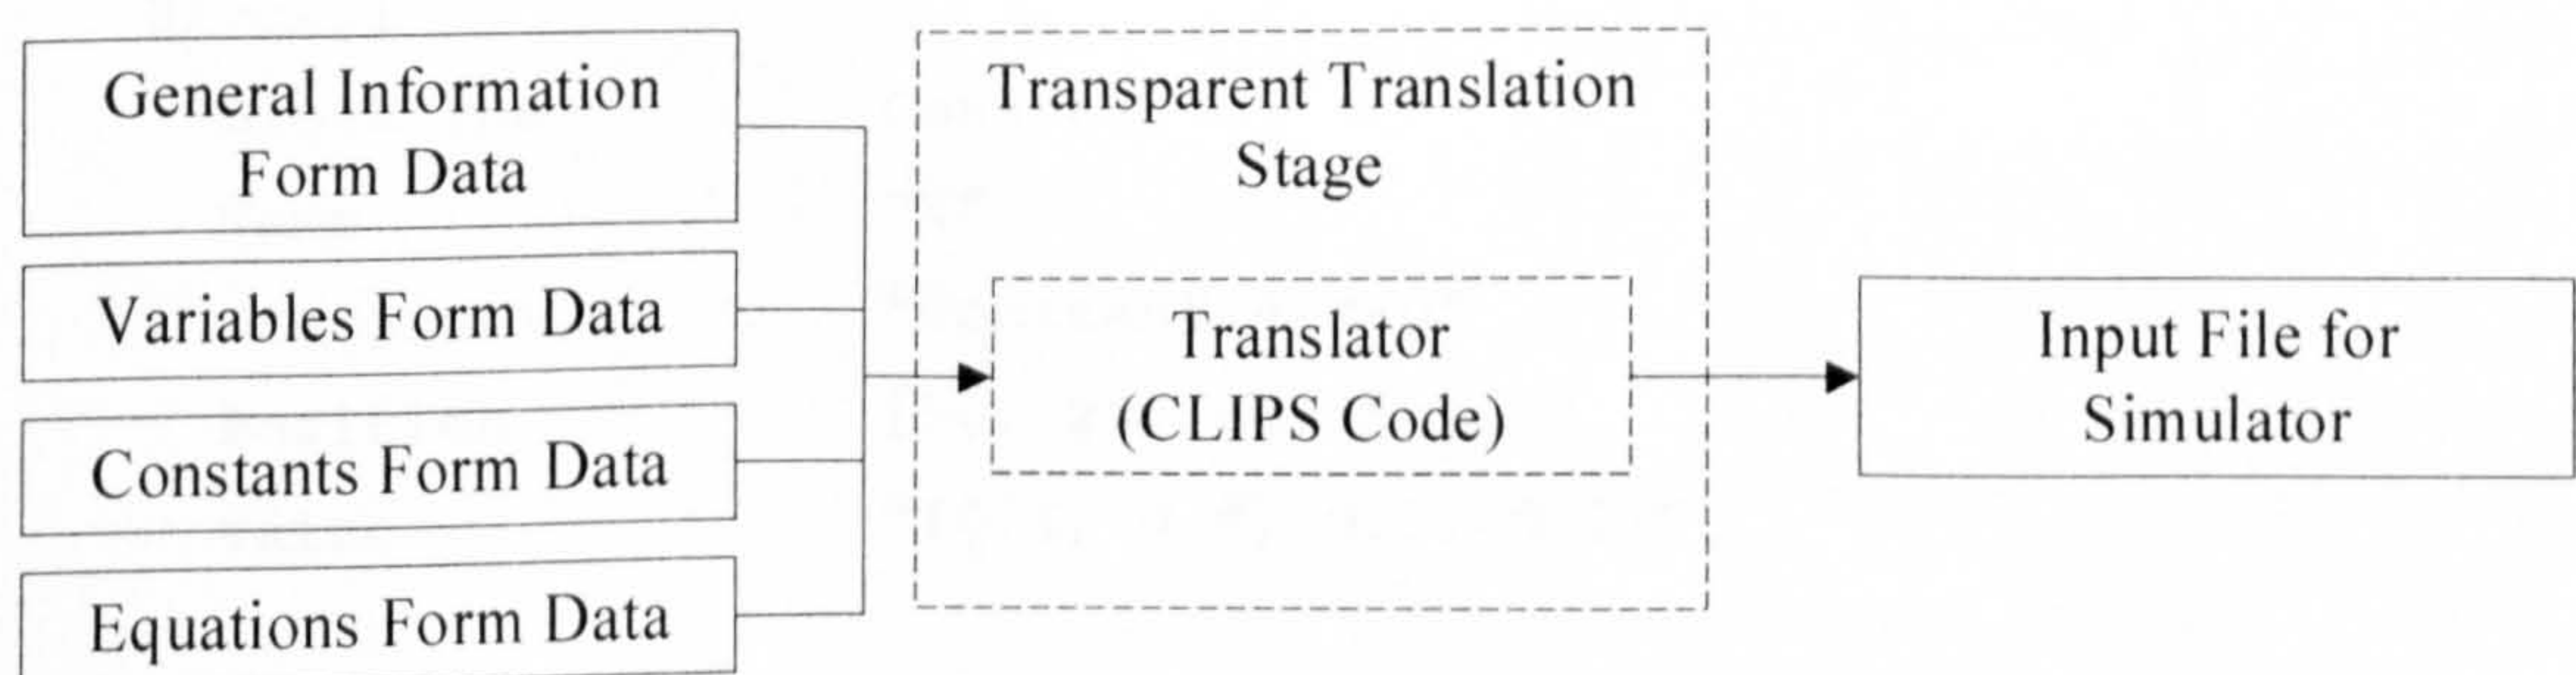 General Information
Form Data
Variables Form Data
Constants Form Data
Equations Form Data
Transparent Translation
Stage
Translator
(CLIPS Code)
Input File for
Simulator